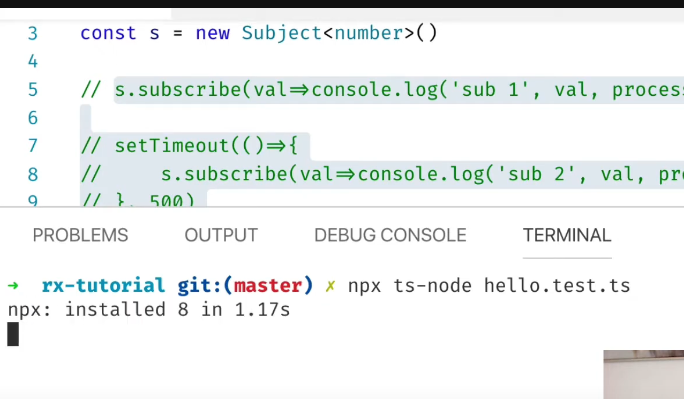 3 const s = new Subject<number>()
4
5 // s.subscribe(val=>console.log('sub 1', val, process
6
7 // setTimeout(()=>{
8 // s.subscribe(val=>console.log('sub 2', val, pr
9 // }, 500)
PROBLEMS OUTPUT DEBUG CONSOLE TERMINAL
→ rx-tutorial git:(master) ✗ npx ts-node hello.test.ts
npx: installed 8 in 1.17s